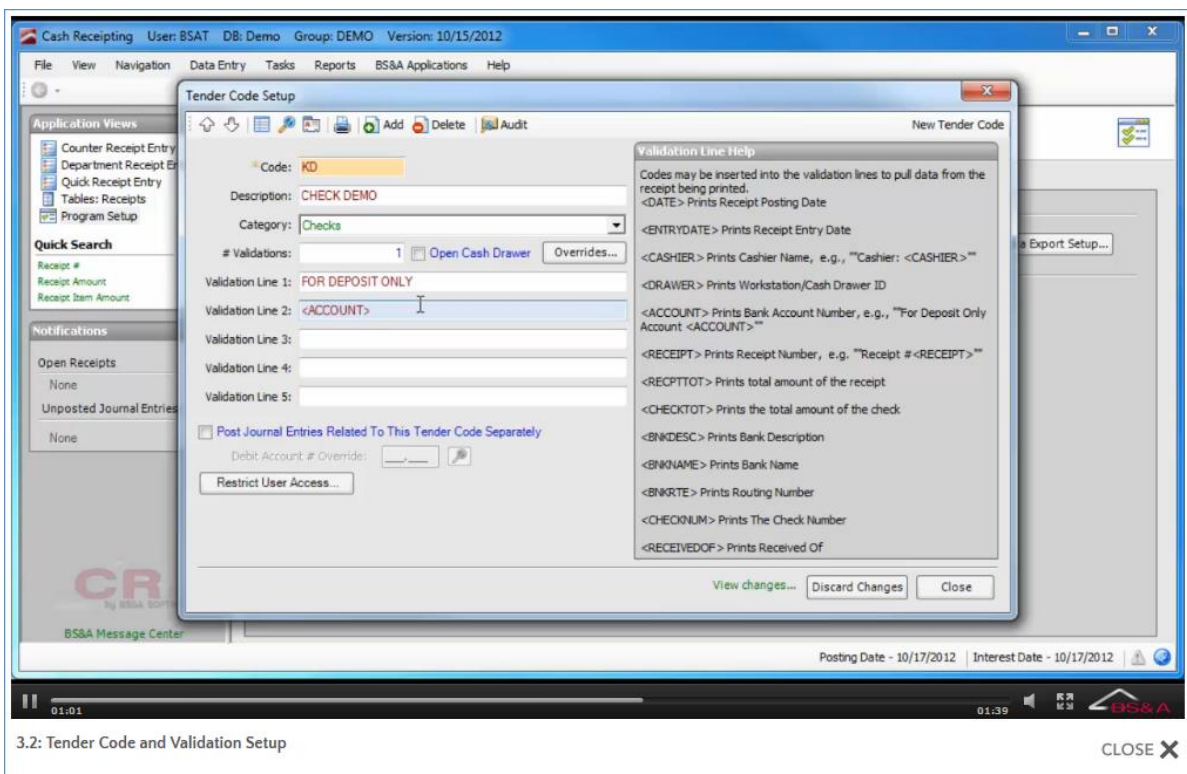 Cash Receipting User: BSAT DB: Demo Group: DEMO Version: 10/15/2012
File View Navigation Data Entry Tasks Reports BS&A Applications Help
Application Views
Counter Receipt Entry
Department Receipt En
Quick Receipt Entry
Tables: Receipts
Program Setup
Quick Search
Receipt #
Receipt Amount
Receipt Item Amount
Notifications
Open Receipts
None
Unposted Journal Entries
None
CR
BS&A Message Center
Tender Code Setup
Add Delete Audit
New Tender Code
*Code: KD
Description: CHECK DEMO
Category: Checks
# Validations: 1 Open Cash Drawer Overrides...
Validation Line 1: FOR DEPOSIT ONLY
Validation Line 2: <ACCOUNT>
Validation Line 3:
Validation Line 4:
Validation Line 5:
Post Journal Entries Related To This Tender Code Separately
Debit Account # Override: ___-___
Restrict User Access...
Validation Line Help
Codes may be inserted into the validation lines to pull data from the
receipt being printed.
<DATE> Prints Receipt Posting Date
<ENTRYDATE> Prints Receipt Entry Date
<CASHIER> Prints Cashier Name, e.g., ""Cashier: <CASHIER>""
<DRAWER> Prints Workstation/Cash Drawer ID
<ACCOUNT> Prints Bank Account Number, e.g., ""For Deposit Only
Account <ACCOUNT>""
<RECEIPT> Prints Receipt Number, e.g. ""Receipt #<RECEIPT>""
<RECPTTOT> Prints total amount of the receipt
<CHECKTOT> Prints the total amount of the check
<BNKDESC> Prints Bank Description
<BNKNAME> Prints Bank Name
<BNKRTE> Prints Routing Number
<CHECKNUM> Prints The Check Number
<RECEIVEDOF> Prints Received Of
View changes... Discard Changes Close
a Export Setup...
Posting Date - 10/17/2012 Interest Date - 10/17/2012
01:01
01:39
BS&A
3.2: Tender Code and Validation Setup
CLOSE